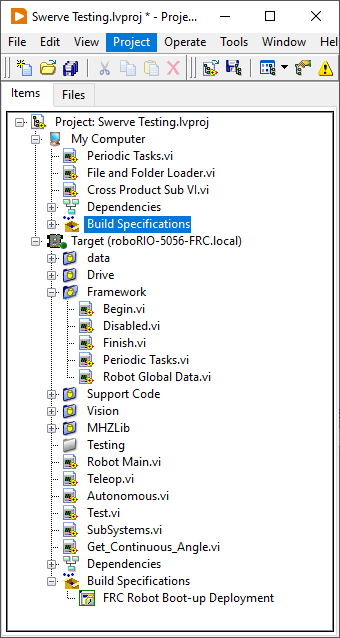 Swerve Testing.lvproj * - Proje...
File Edit View Project Operate Tools Window Help
Items Files
Project: Swerve Testing.lvproj
My Computer
Periodic Tasks.vi
File and Folder Loader.vi
Cross Product Sub VI.vi
Dependencies
Build Specifications
Target (roboRIO-5056-FRC.local)
data
Drive
Framework
Begin.vi
Disabled.vi
Finish.vi
Periodic Tasks.vi
Robot Global Data.vi
Support Code
Vision
MHZLib
Testing
Robot Main.vi
Teleop.vi
Autonomous.vi
Test.vi
SubSystems.vi
Get_Continuous_Angle.vi
Dependencies
Build Specifications
FRC Robot Boot-up Deployment